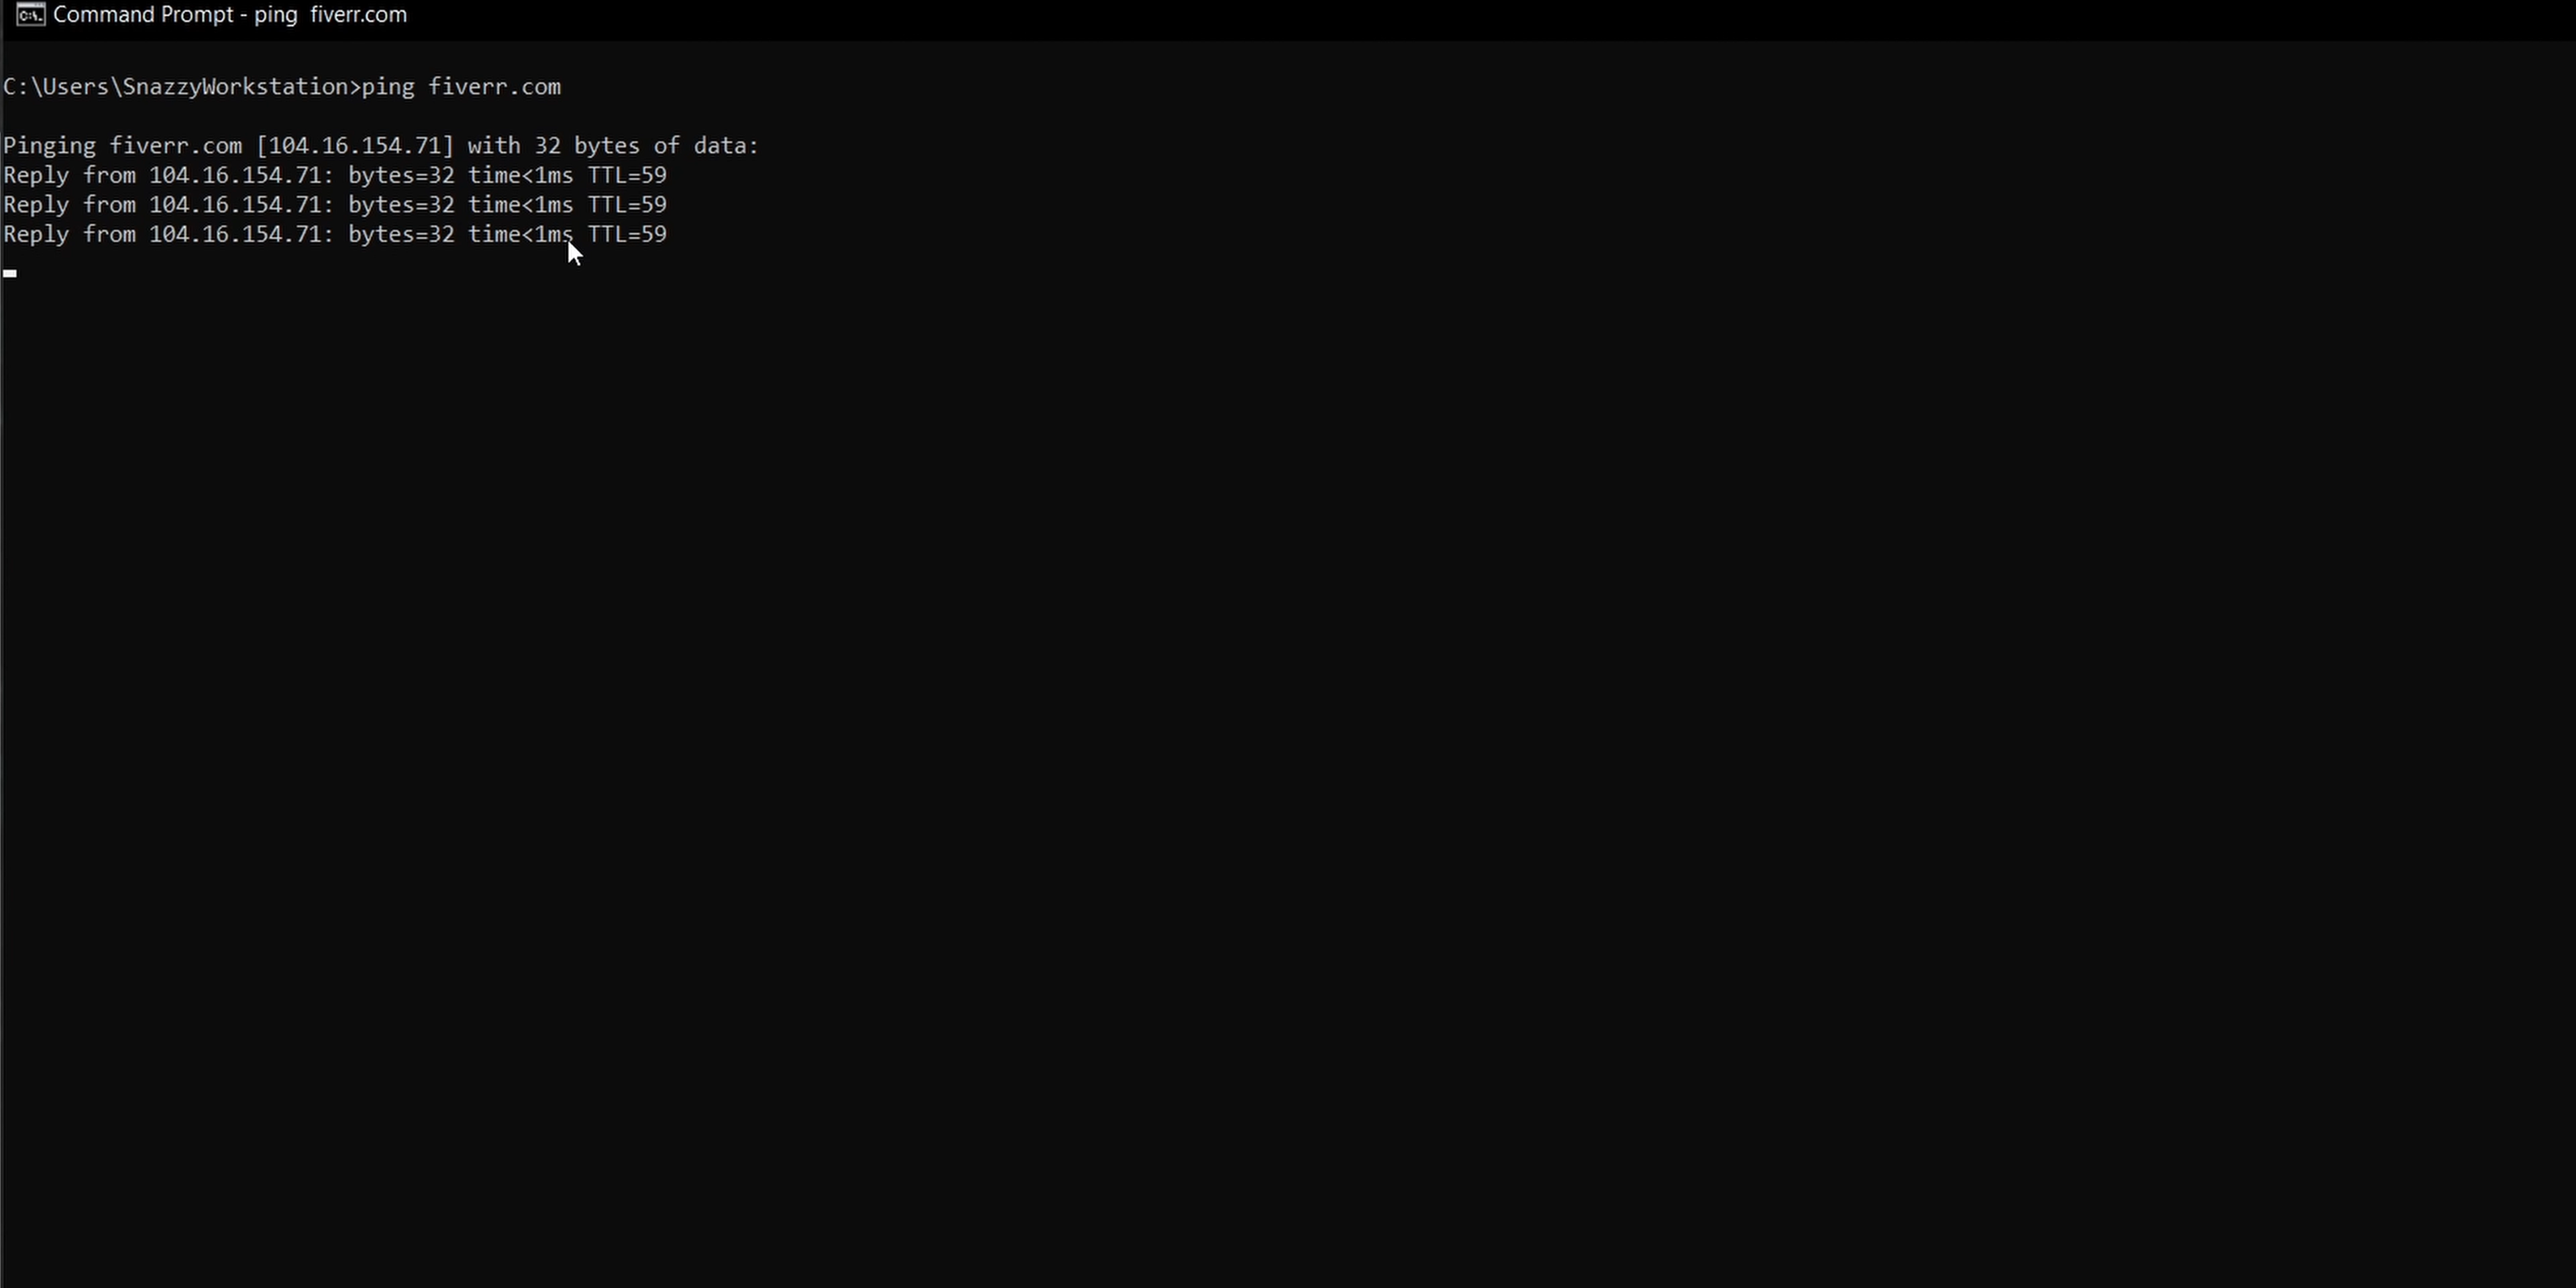 Command Prompt - ping  fiverr.com
C:\Users\SnazzyWorkstation>ping fiverr.com
Pinging fiverr.com [104.16.154.71] with 32 bytes of data:
Reply from 104.16.154.71: bytes=32 time<1ms TTL=59
Reply from 104.16.154.71: bytes=32 time<1ms TTL=59
Reply from 104.16.154.71: bytes=32 time<1ms TTL=59